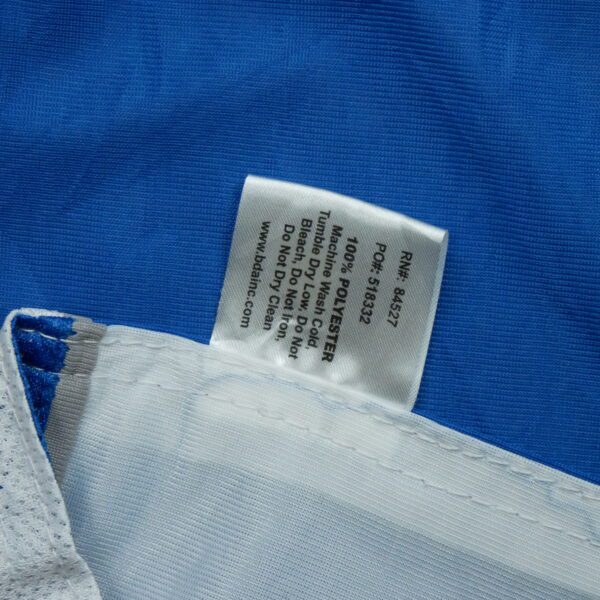 RN#: 84527
PO#: 518332
100% POLYESTER
Machine Wash Cold,
Tumble Dry Low. Do Not
Bleach, Do Not Iron,
Do Not Dry Clean
www.bdainc.com